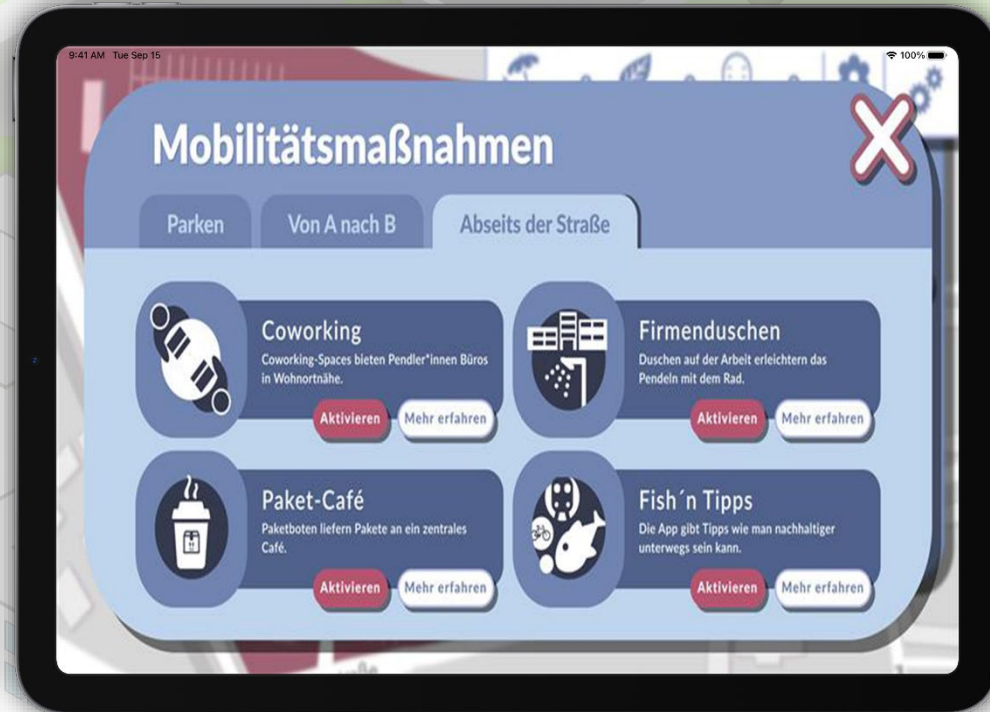 9:41 AM Tue Sep 15
100%
Mobilitätsmaßnahmen
Parken
Von A nach B
Abseits der Straße
Coworking
Coworking-Spaces bieten Pendler*innen Büros
in Wohnortnähe.
Aktivieren
Mehr erfahren
Firmenduschen
Duschen auf der Arbeit erleichtern das
Pendeln mit dem Rad.
Aktivieren
Mehr erfahren
Paket-Café
Paketboten liefern Pakete an ein zentrales
Café.
Aktivieren
Mehr erfahren
Fish´n Tipps
Die App gibt Tipps wie man nachhaltiger
unterwegs sein kann.
Aktivieren
Mehr erfahren